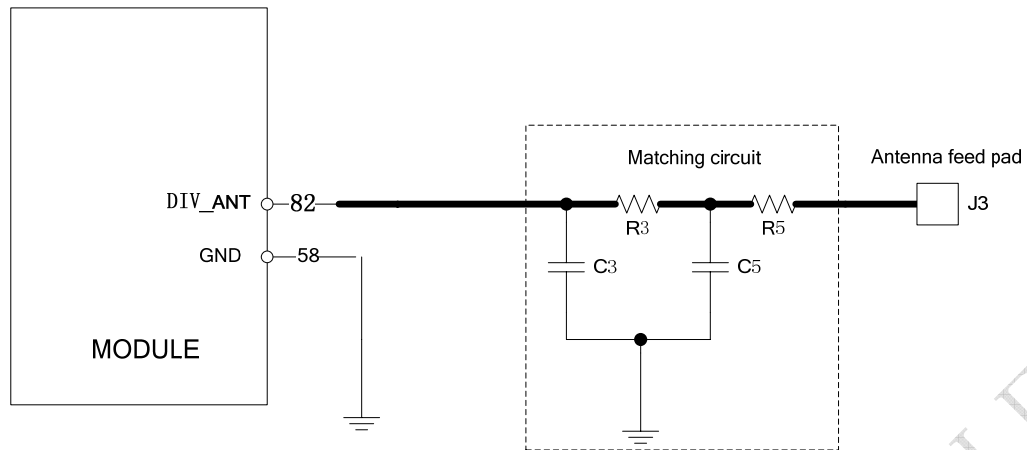 Matching circuit
Antenna feed pad
DIV_ANT
82
J3
R3
R5
GND
58
C3
C5
MODULE